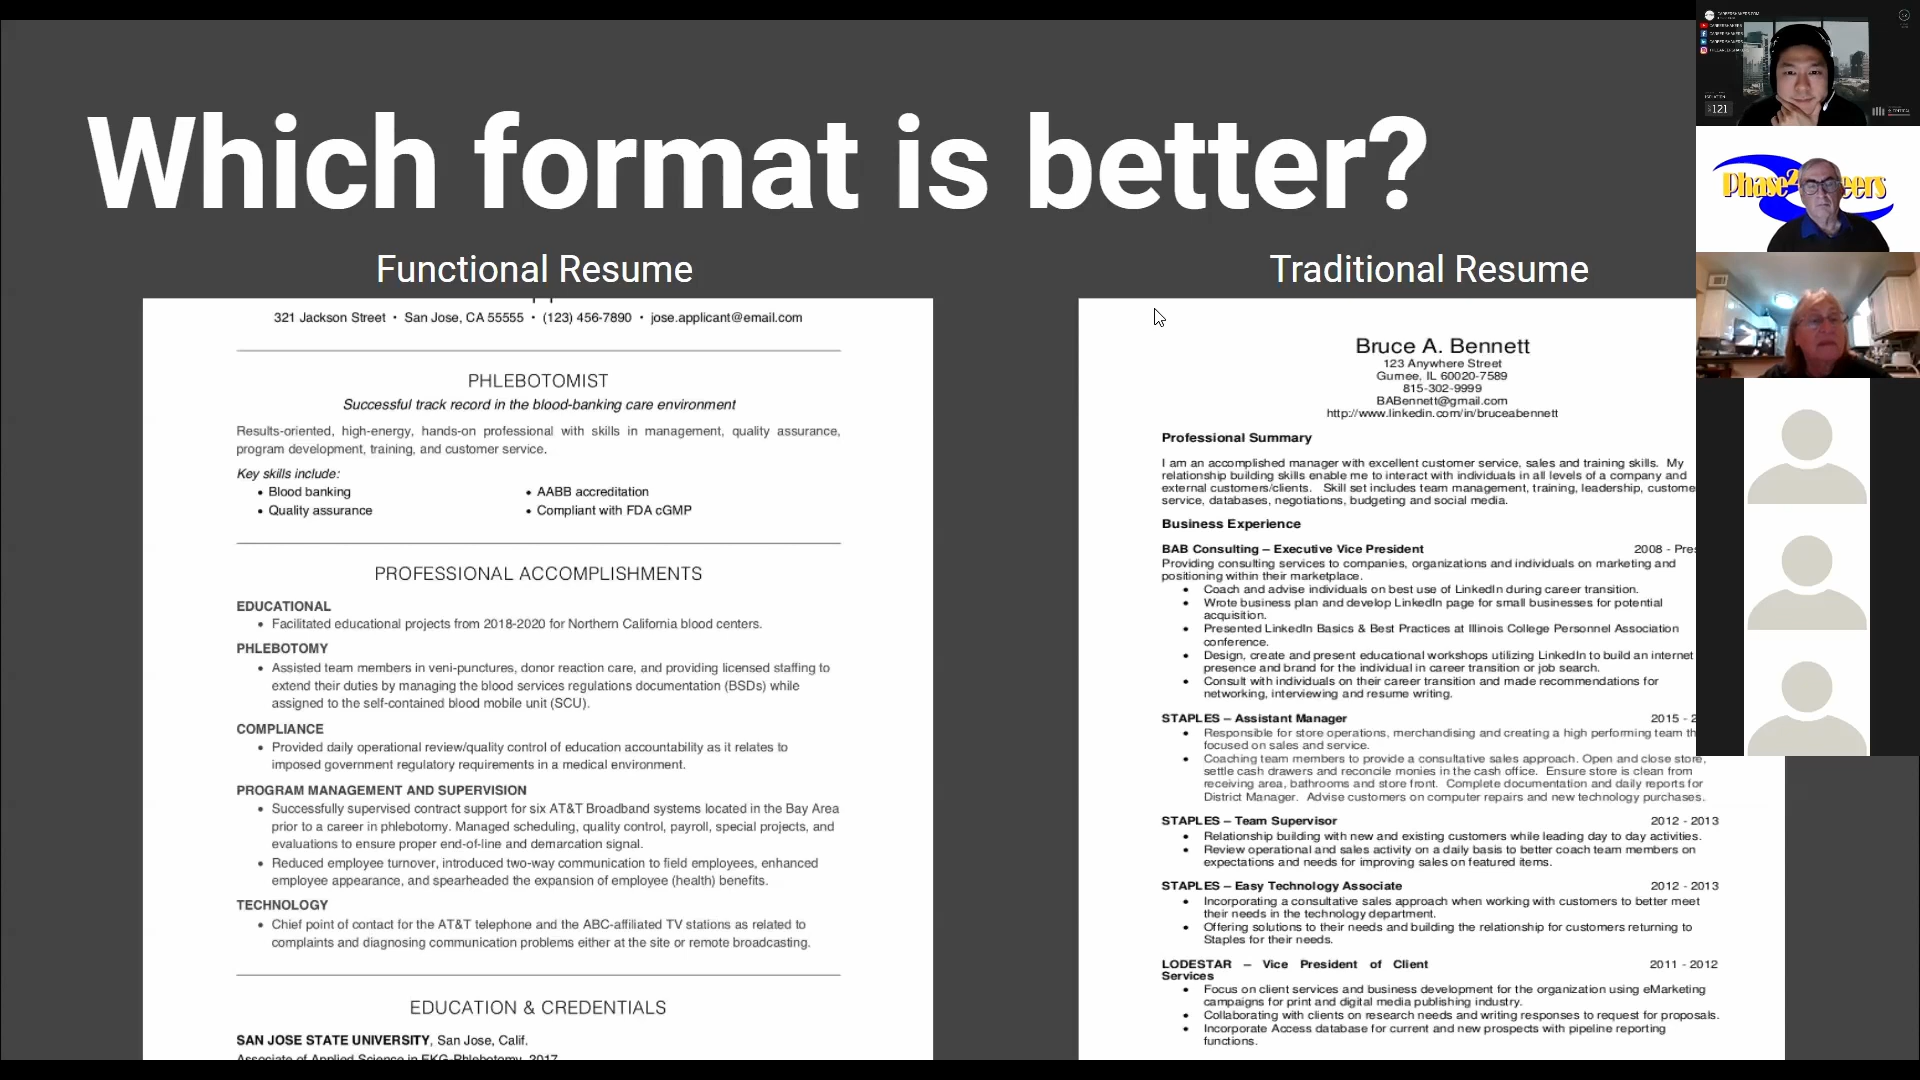 Which format is better?
Functional Resume
321 Jackson Street • San Jose, CA 55555 • (123) 456-7890 • jose.applicant@email.com
PHLEBOTOMIST
Successful track record in the blood-banking care environment
Results-oriented, high-energy, hands-on professional with skills in management, quality assurance,
program development, training, and customer service.
Key skills include:
• Blood banking
• Quality assurance
• AABB accreditation
• Compliant with FDA cGMP
PROFESSIONAL ACCOMPLISHMENTS
EDUCATIONAL
• Facilitated educational projects from 2018-2020 for Northern California blood centers.
PHLEBOTOMY
• Assisted team members in veni-punctures, donor reaction care, and providing licensed staffing to
extend their duties by managing the blood services regulations documentation (BSDs) while
assigned to the self-contained blood mobile unit (SCU).
COMPLIANCE
• Provided daily operational review/quality control of education accountability as it relates to
imposed government regulatory requirements in a medical environment.
PROGRAM MANAGEMENT AND SUPERVISION
• Successfully supervised contract support for six AT&T Broadband systems located in the Bay Area
prior to a career in phlebotomy. Managed scheduling, quality control, payroll, special projects, and
evaluations to ensure proper end-of-line and demarcation signal.
• Reduced employee turnover, introduced two-way communication to field employees, enhanced
employee appearance, and spearheaded the expansion of employee (health) benefits.
TECHNOLOGY
• Chief point of contact for the AT&T telephone and the ABC-affiliated TV stations as related to
complaints and diagnosing communication problems either at the site or remote broadcasting.
EDUCATION & CREDENTIALS
SAN JOSE STATE UNIVERSITY, San Jose, Calif.
Associate of Applied Science in EKG-Phlebotomy, 2017
Traditional Resume
Bruce A. Bennett
123 Anywhere Street
Gurnee, IL 60020-7589
815-302-9999
BABennett@gmail.com
http://www.linkedin.com/in/bruceabennett
Professional Summary
I am an accomplished manager with excellent customer service, sales and training skills. My
relationship building skills enable me to interact with individuals in all levels of a company and
external customers/clients. Skill set includes team management, training, leadership, custome
service, databases, negotiations, budgeting and social media.
Business Experience
BAB Consulting – Executive Vice President 2008 - Pres
Providing consulting services to companies, organizations and individuals on marketing and
positioning within their marketplace.
• Coach and advise individuals on best use of LinkedIn during career transition.
• Wrote business plan and develop LinkedIn page for small businesses for potential
acquisition.
• Presented LinkedIn Basics & Best Practices at Illinois College Personnel Association
conference.
• Design, create and present educational workshops utilizing LinkedIn to build an internet
presence and brand for the individual in career transition or job search.
• Consult with individuals on their career transition and made recommendations for
networking, interviewing and resume writing.
STAPLES – Assistant Manager 2015 - 2
• Responsible for store operations, merchandising and creating a high performing team th
focused on sales and service.
• Coaching team members to provide a consultative sales approach. Open and close store,
settle cash drawers and reconcile monies in the cash office. Ensure store is clean from
receiving area, bathrooms and store front. Complete documentation and daily reports for
District Manager. Advise customers on computer repairs and new technology purchases.
STAPLES – Team Supervisor 2012 - 2013
• Relationship building with new and existing customers while leading day to day activities.
• Review operational and sales activity on a daily basis to better coach team members on
expectations and needs for improving sales on featured items.
STAPLES – Easy Technology Associate 2012 - 2013
• Incorporating a consultative sales approach when working with customers to better meet
their needs in the technology department.
• Offering solutions to their needs and building the relationship for customers returning to
Staples for their needs.
LODESTAR – Vice President of Client 2011 - 2012
Services
• Focus on client services and business development for the organization using eMarketing
campaigns for print and digital media publishing industry.
• Collaborating with clients on research needs and writing responses to request for proposals.
• Incorporate Access database for current and new prospects with pipeline reporting
functions.
121
Phase2 eers